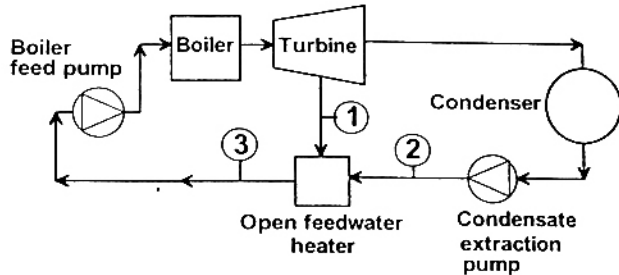 Boiler
feed pump
Boiler
Turbine
Condenser
1
2
3
Open feedwater
heater
Condensate
extraction
pump